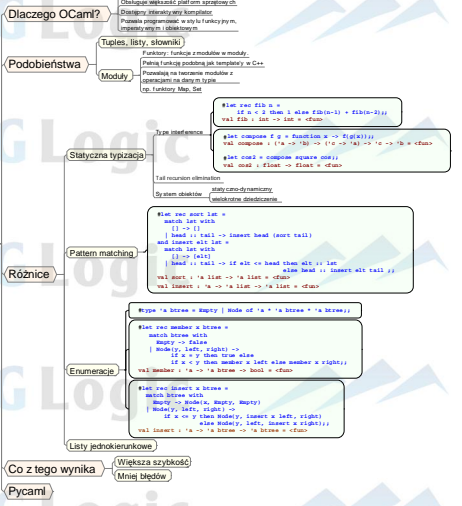 Obsługuje większość platform sprzętowych
Dlaczego OCaml?
Dostępny interaktywny kompilator
Pozwala programować w stylu funkcyjnym,
imperatywnym i obiektowym
Podobieństwa
Tuples, listy, słowniki
Moduły
Funktory: funkcje z modułów w moduły.
Pełnią funkcję podobną jak template'y w C++
Pozwalają na tworzenie modułów z
operacjami na danym typie
np. funktory Map, Set
Różnice
Statyczna typizacja
Type interference
#let rec fib n =
if n < 2 then 1 else fib(n-1) + fib(n-2);;
val fib : int -> int = <fun>
#let compose f g = function x -> f(g(x));;
val compose : ('a -> 'b) -> ('c -> 'a) -> 'c -> 'b = <fun>
#let cos2 = compose square cos;;
val cos2 : float -> float = <fun>
Tail recursion elimination
System obiektów
statyczno-dynamiczny
wielokrotne dziedziczenie
Pattern matching
#let rec sort lst =
match lst with
[] -> []
| head :: tail -> insert head (sort tail)
and insert elt lst =
match lst with
[] -> [elt]
| head :: tail -> if elt <= head then elt :: lst
else head :: insert elt tail ;;
val sort : 'a list -> 'a list = <fun>
val insert : 'a -> 'a list -> 'a list = <fun>
Enumeracje
#type 'a btree = Empty | Node of 'a * 'a btree * 'a btree;;
#let rec member x btree =
match btree with
Empty -> false
| Node(y, left, right) ->
if x = y then true else
if x < y then member x left else member x right;;
val member : 'a -> 'a btree -> bool = <fun>
#let rec insert x btree =
match btree with
Empty -> Node(x, Empty, Empty)
| Node(y, left, right) ->
if x <= y then Node(y, insert x left, right)
else Node(y, left, insert x right);;
val insert : 'a -> 'a btree -> 'a btree = <fun>
Listy jednokierunkowe
Co z tego wynika
Większa szybkość
Mniej błędów
Pycaml
G Logic
G Logic
G Logic
G Logic